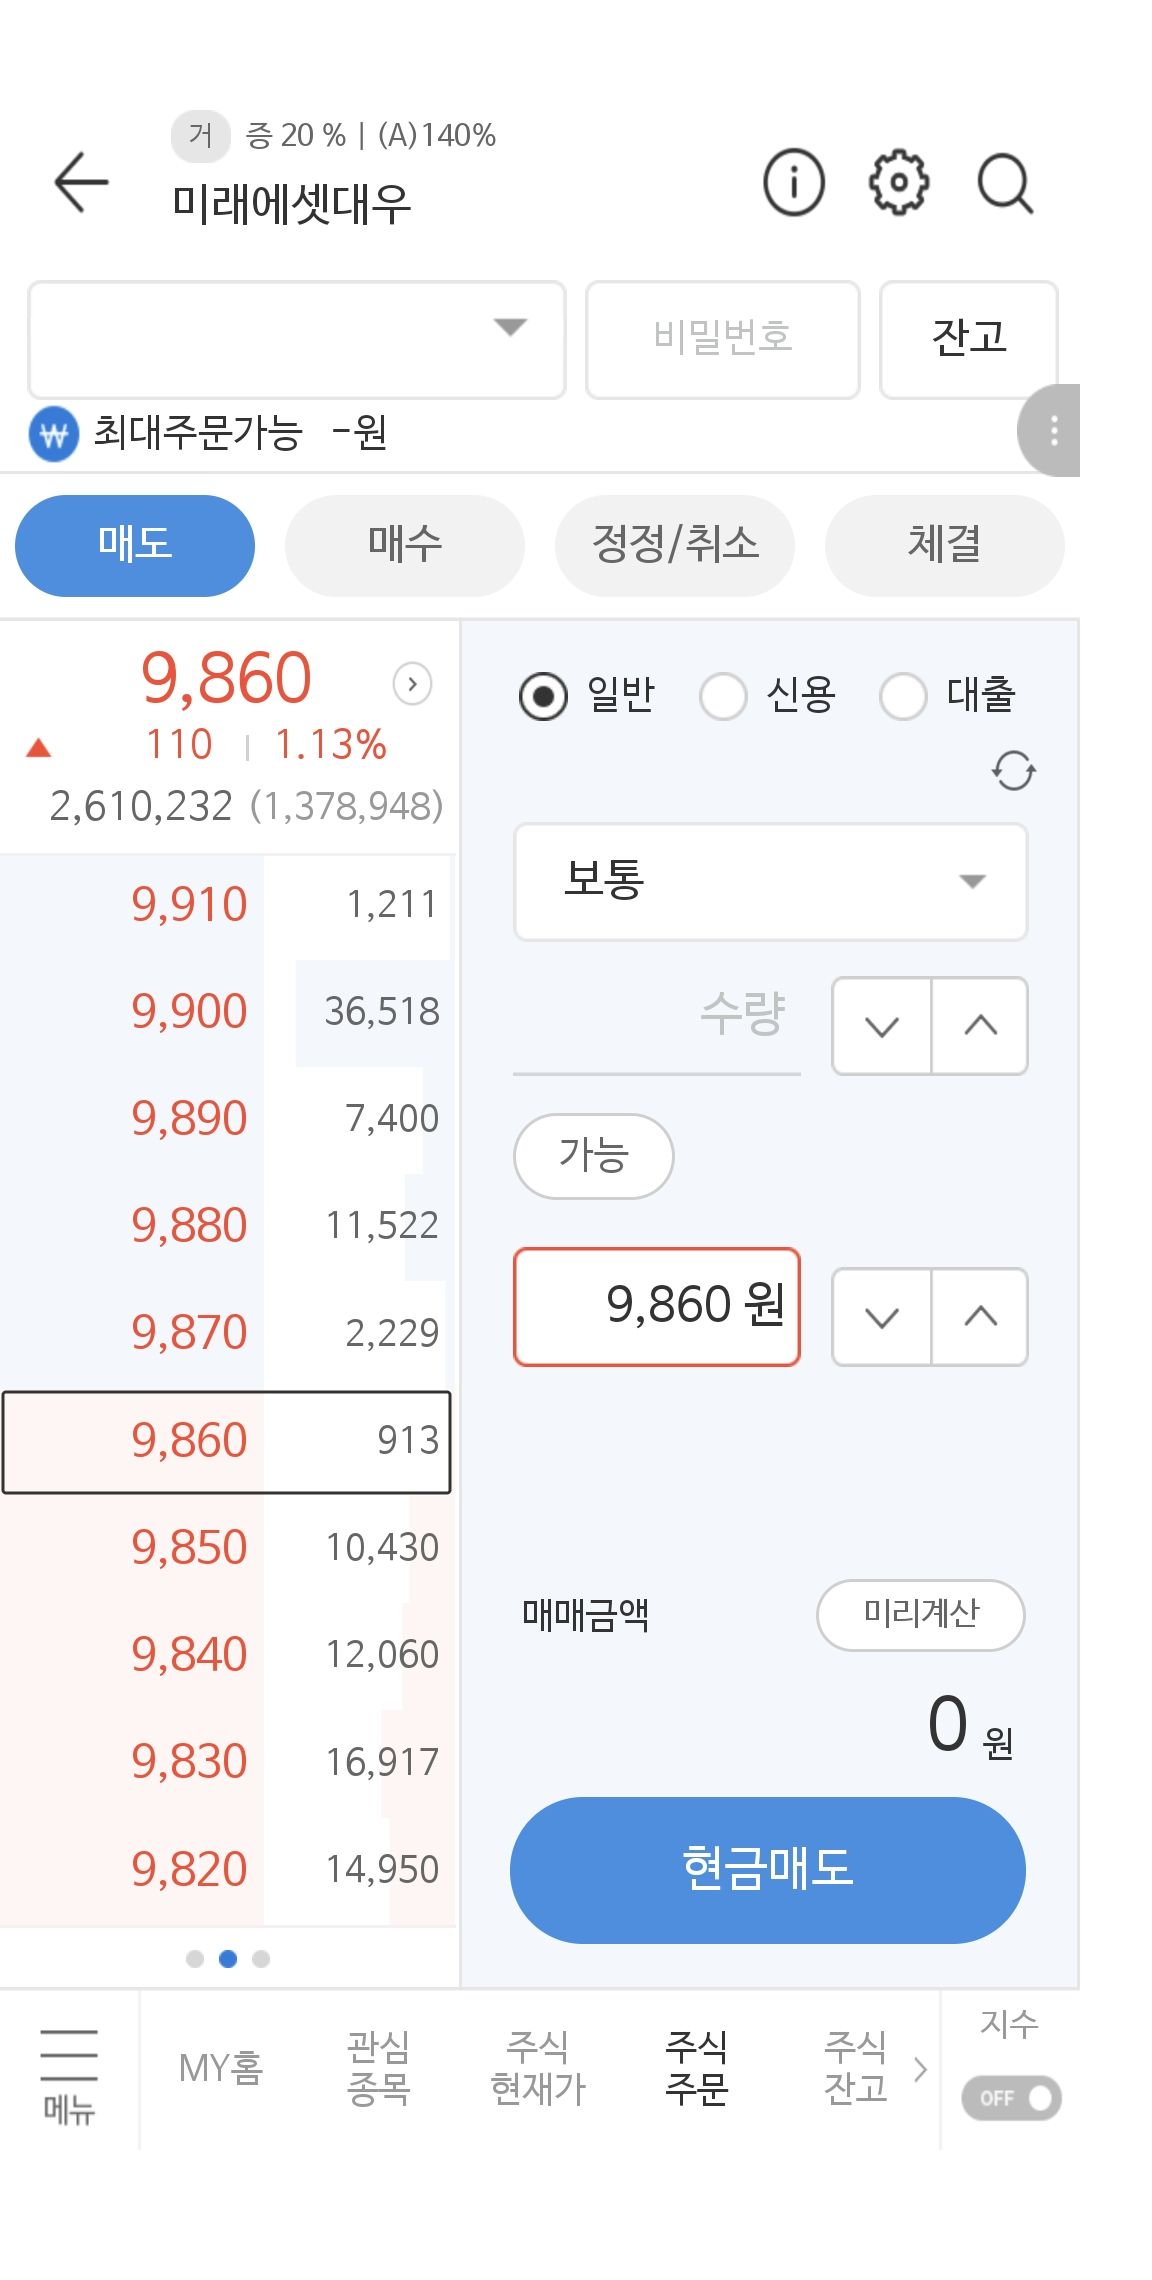 거 증 20 % | (A)140%
미래에셋대우
비밀번호 잔고
₩ 최대주문가능 -원
매도 매수 정정/취소 체결
9,860
110 | 1.13%
2,610,232 (1,378,948)
9,910 1,211
9,900 36,518
9,890 7,400
9,880 11,522
9,870 2,229
9,860 913
9,850 10,430
9,840 12,060
9,830 16,917
9,820 14,950
일반 신용 대출
보통
수량
가능
9,860 원
매매금액 미리계산
0 원
현금매도
메뉴
MY홈
관심
종목
주식
현재가
주식
주문
주식
잔고
지수
OFF